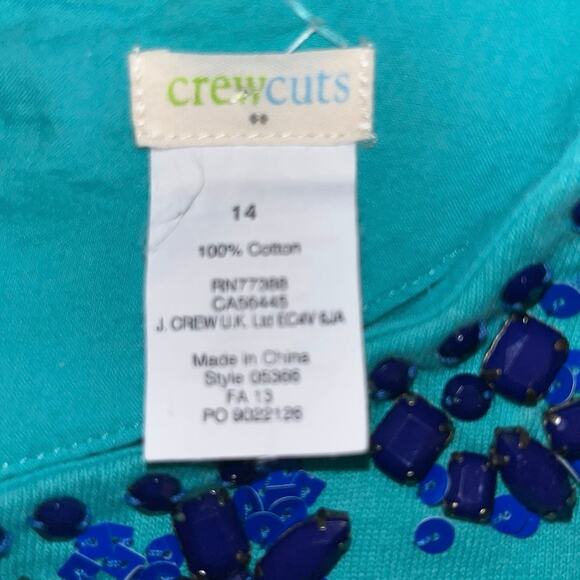 crewcuts
14
100% Cotton
RN77388
CA56445
J. CREW U.K. Ltd EC4V 6JA
Made in China
Style 05366
FA 13
PO 9022126